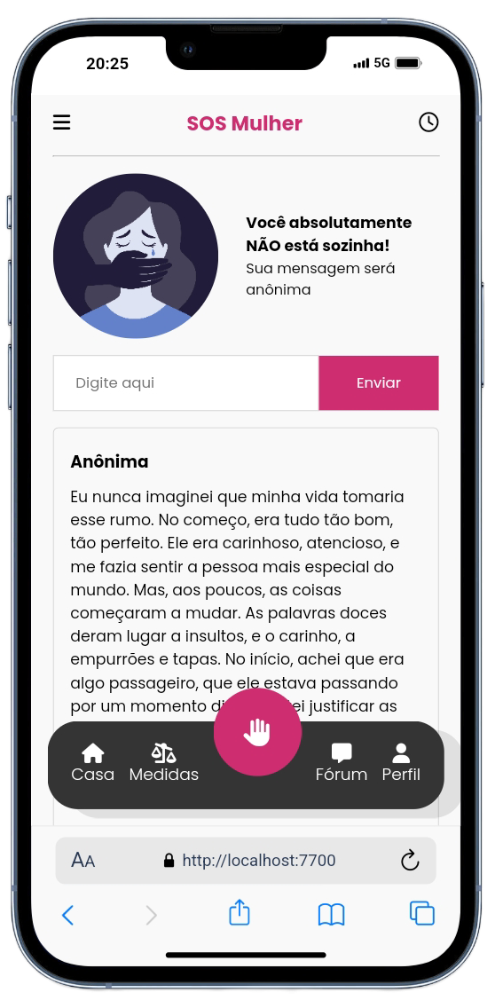 20:25
5G
SOS Mulher
Você absolutamente
NÃO está sozinha!
Sua mensagem será
anônima
Digite aqui
Enviar
Anônima
Eu nunca imaginei que minha vida tomaria
esse rumo. No começo, era tudo tão bom,
tão perfeito. Ele era carinhoso, atencioso, e
me fazia sentir a pessoa mais especial do
mundo. Mas, aos poucos, as coisas
começaram a mudar. As palavras doces
deram lugar a insultos, e o carinho, a
empurrões e tapas. No início, achei que era
algo passageiro, que ele estava passando
por um momento justificar as
Casa
Medidas
Fórum
Perfil
AA
http://localhost:7700